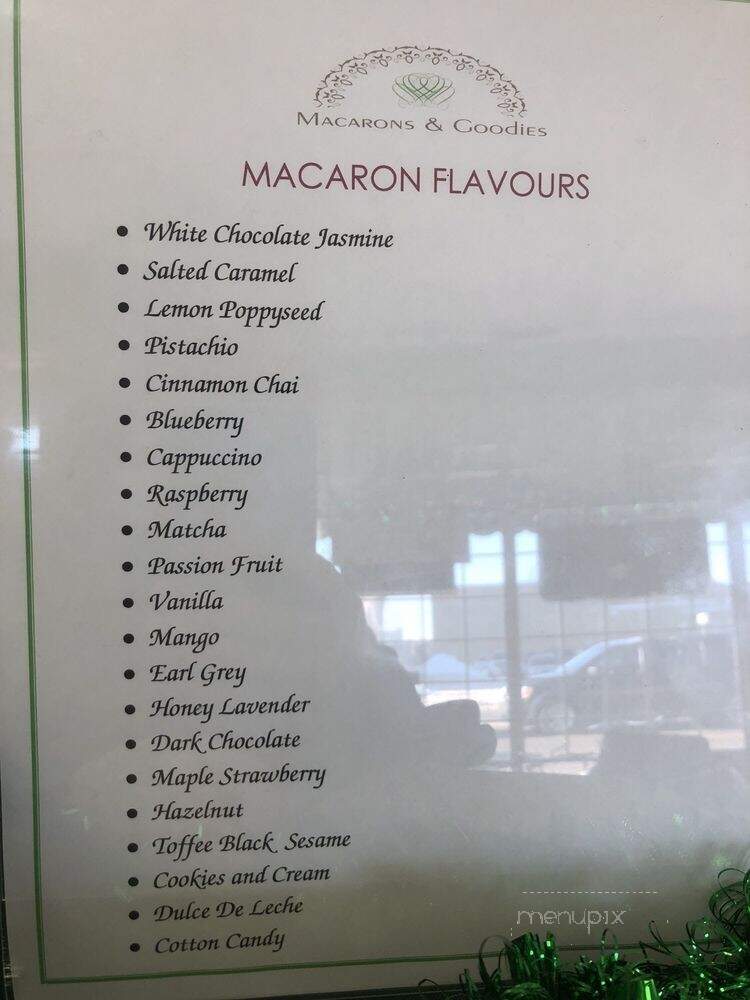 Macarons & Goodies
MACARON FLAVOURS
• White Chocolate Jasmine
• Salted Caramel
• Lemon Poppyseed
• Pistachio
• Cinnamon Chai
• Blueberry
• Cappuccino
• Raspberry
• Matcha
• Passion Fruit
• Vanilla
• Mango
• Earl Grey
• Honey Lavender
• Dark Chocolate
• Maple Strawberry
• Hazelnut
• Toffee Black Sesame
• Cookies and Cream
• Dulce De Leche
• Cotton Candy
menupix